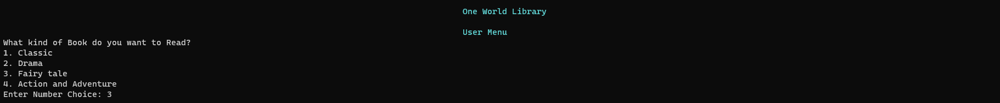 One World Library
User Menu
What kind of Book do you want to Read?
1. Classic
2. Drama
3. Fairy tale
4. Action and Adventure
Enter Number Choice: 3